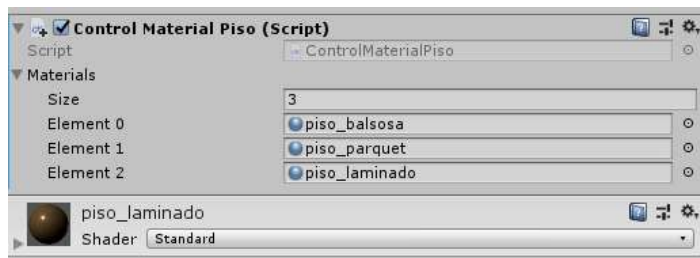 Control Material Piso (Script)
Script ControlMaterialPiso
Materials
Size 3
Element 0 piso_balsosa
Element 1 piso_parquet
Element 2 piso_laminado
piso_laminado
Shader Standard